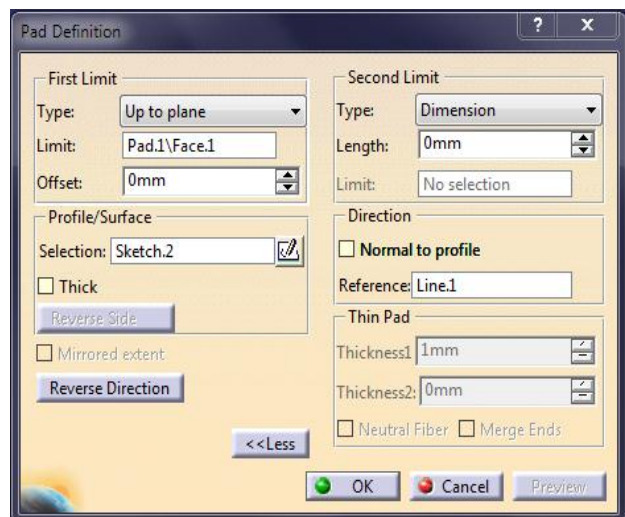 Pad Definition
? X
First Limit
Type: Up to plane
Limit: Pad.1\Face.1
Offset: 0mm
Profile/Surface
Selection: Sketch.2
Thick
Reverse Side
Mirrored extent
Reverse Direction
<<Less
Second Limit
Type: Dimension
Length: 0mm
Limit: No selection
Direction
Normal to profile
Reference: Line.1
Thin Pad
Thickness1 1mm
Thickness2: 0mm
Neutral Fiber Merge Ends
OK Cancel Preview